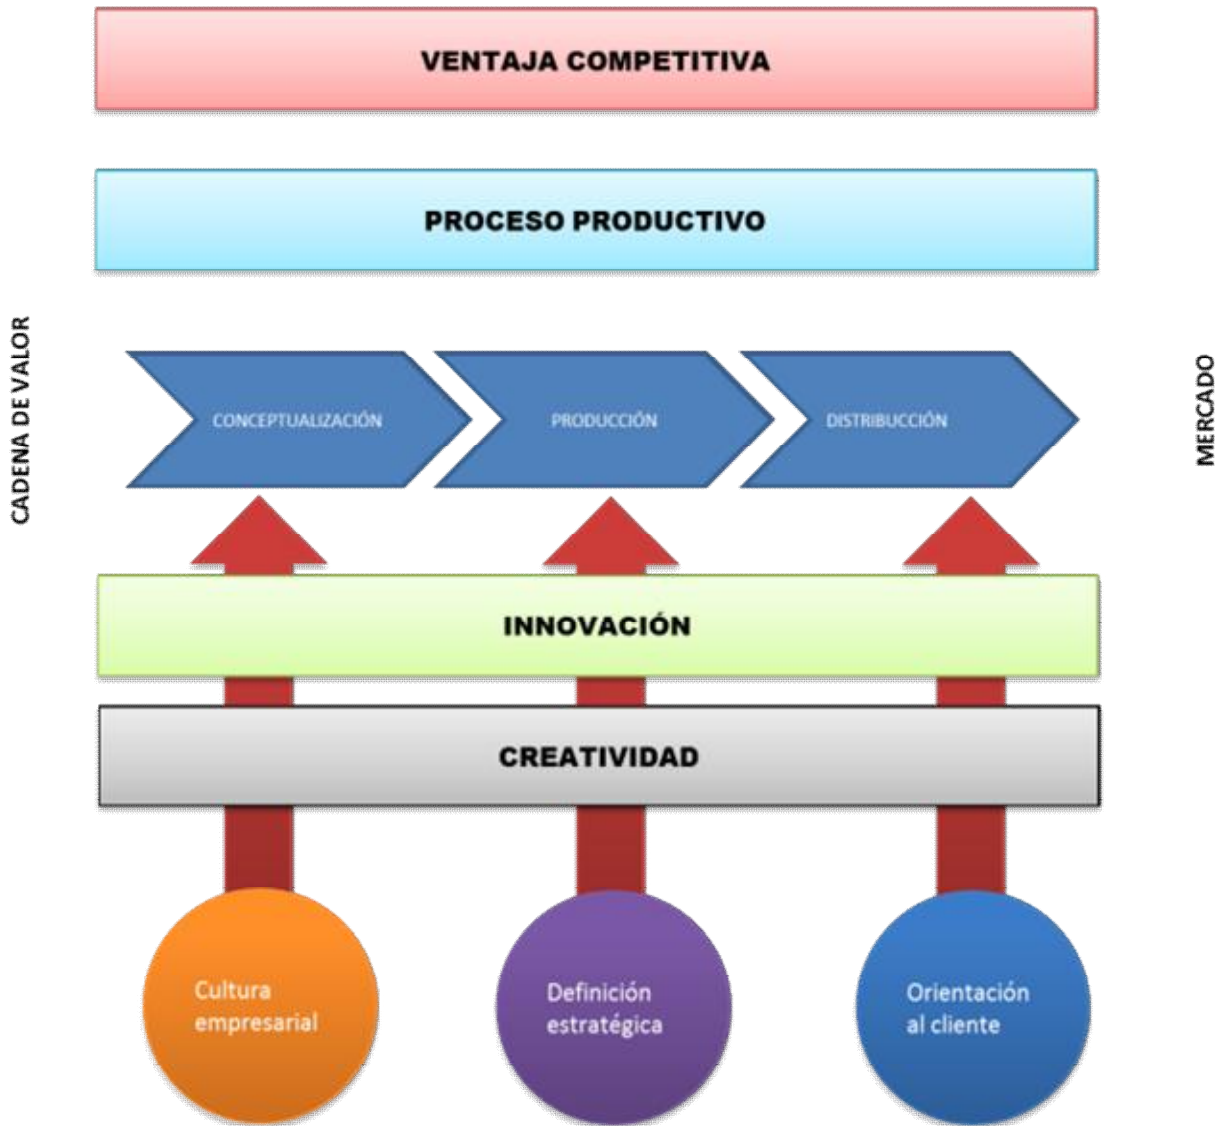 VENTAJA COMPETITIVA
PROCESO PRODUCTIVO
CADENA DE VALOR
CONCEPTUALIZACIÓN
PRODUCCIÓN
DISTRIBUCCIÓN
MERCADO
INNOVACIÓN
CREATIVIDAD
Cultura
empresarial
Definición
estratégica
Orientación
al cliente